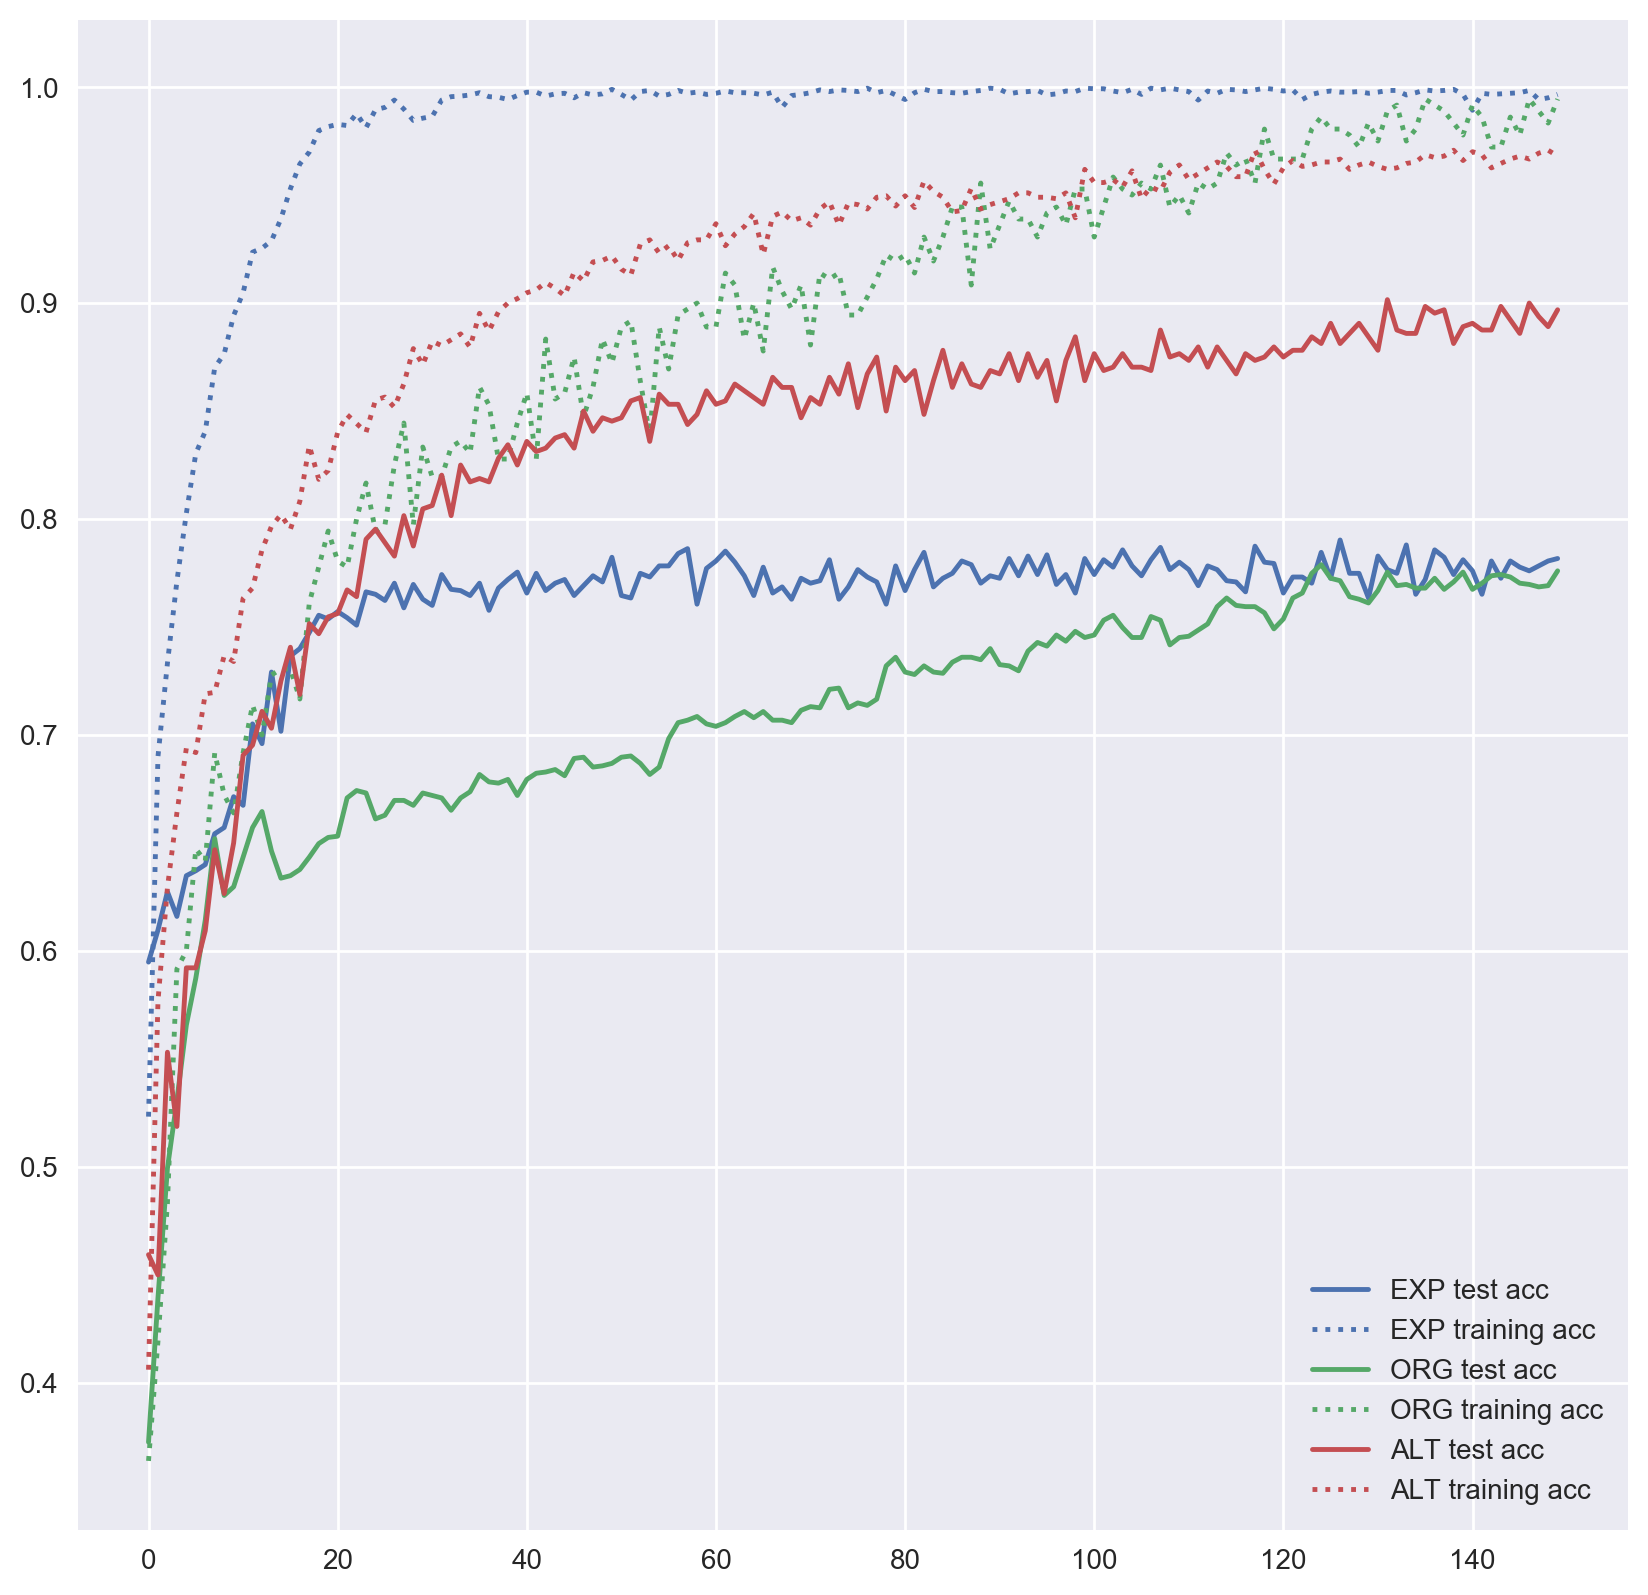 1.0
0.9
0.8
0.7
0.6
0.5
0.4
EXP test acc
EXP training acc
ORG test acc
ORG training acc
ALT test acc
ALT training acc
0 20 40 60 80 100 120 140